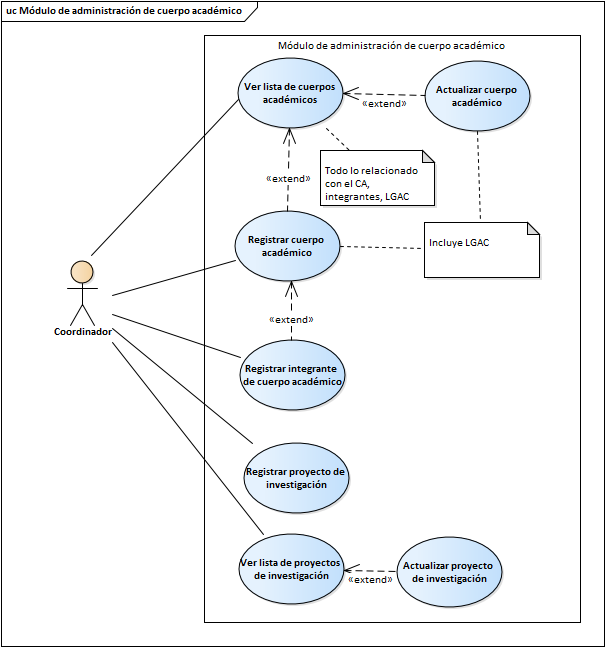 uc Módulo de administración de cuerpo académico
Módulo de administración de cuerpo académico
Ver lista de cuerpos
académicos
«extend»
Actualizar cuerpo
académico
Todo lo relacionado
con el CA,
integrantes, LGAC
«extend»
Registrar cuerpo
académico
Incluye LGAC
Coordinador
«extend»
Registrar integrante
de cuerpo académico
Registrar proyecto de
investigación
Ver lista de proyectos
de investigación
«extend»
Actualizar proyecto
de investigación